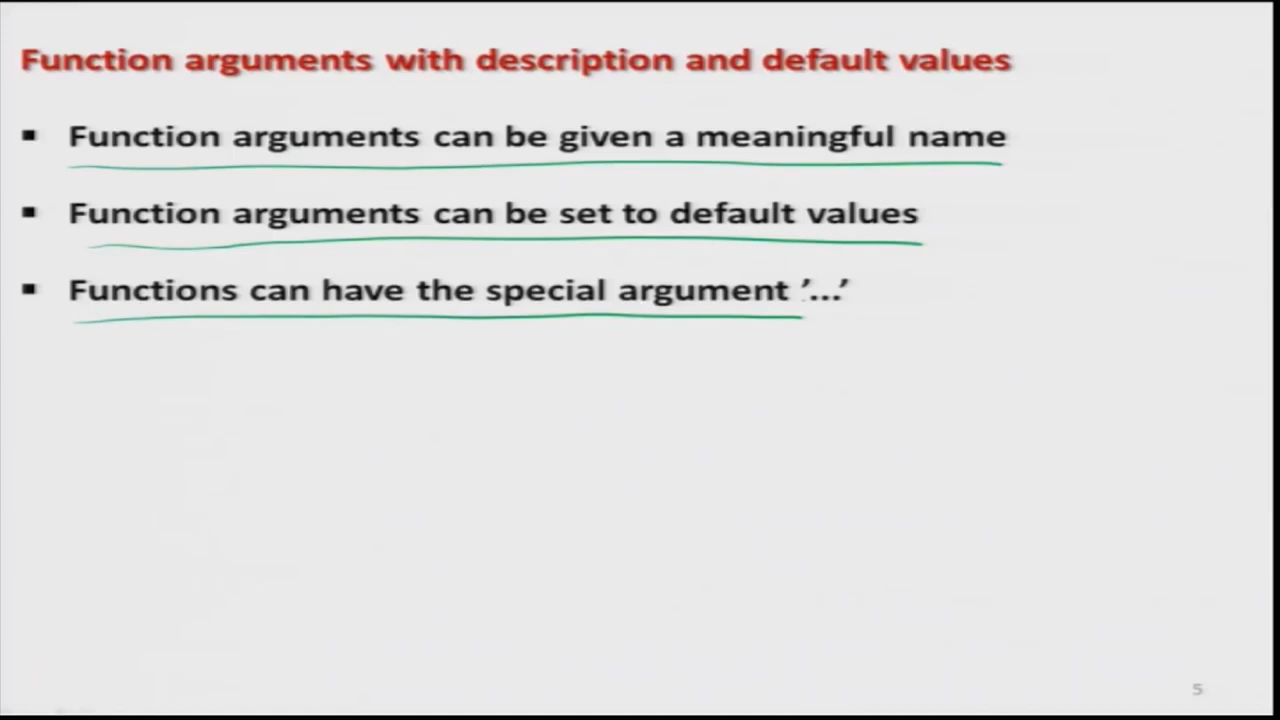 Function arguments with description and default values
▪ Function arguments can be given a meaningful name
▪ Function arguments can be set to default values
▪ Functions can have the special argument ’...’
5